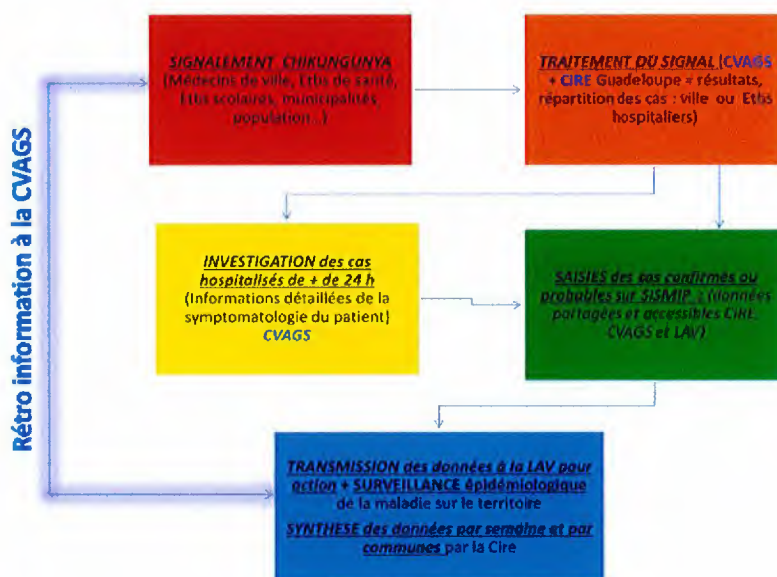 SIGNALEMENT CHIKUNGUNYA
(Médecins de ville, Etbs de santé,
Etbs scolaires, municipalités,
population...)
TRAITEMENT DU SIGNAL (CVAGS
+ CIRE Guadeloupe = résultats,
répartition des cas : ville ou Etbs
hospitaliers)
INVESTIGATION des cas
hospitalisés de + de 24 h
(Informations détaillées de la
symptomatologie du patient)
CVAGS
SAISIES des cas confirmés ou
probables sur SISMIP : (données
partagées et accessibles CIRE,
CVAGS et LAV)
TRANSMISSION des données à la LAV pour
action + SURVEILLANCE épidémiologique
de la maladie sur le territoire
SYNTHESE des données par semaine et par
communes par la Cire
Rétro information à la CVAGS